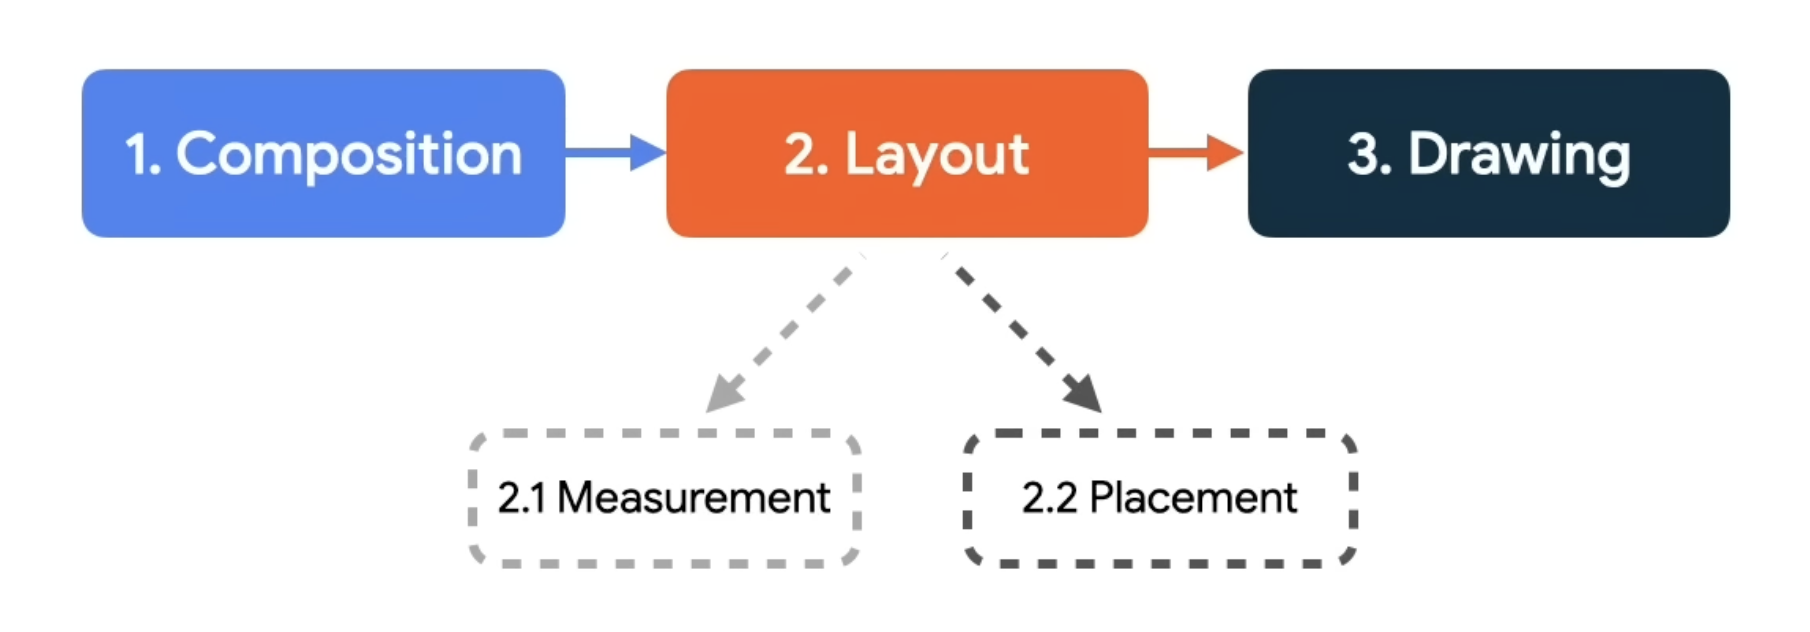 1. Composition
2. Layout
3. Drawing
2.1 Measurement
2.2 Placement